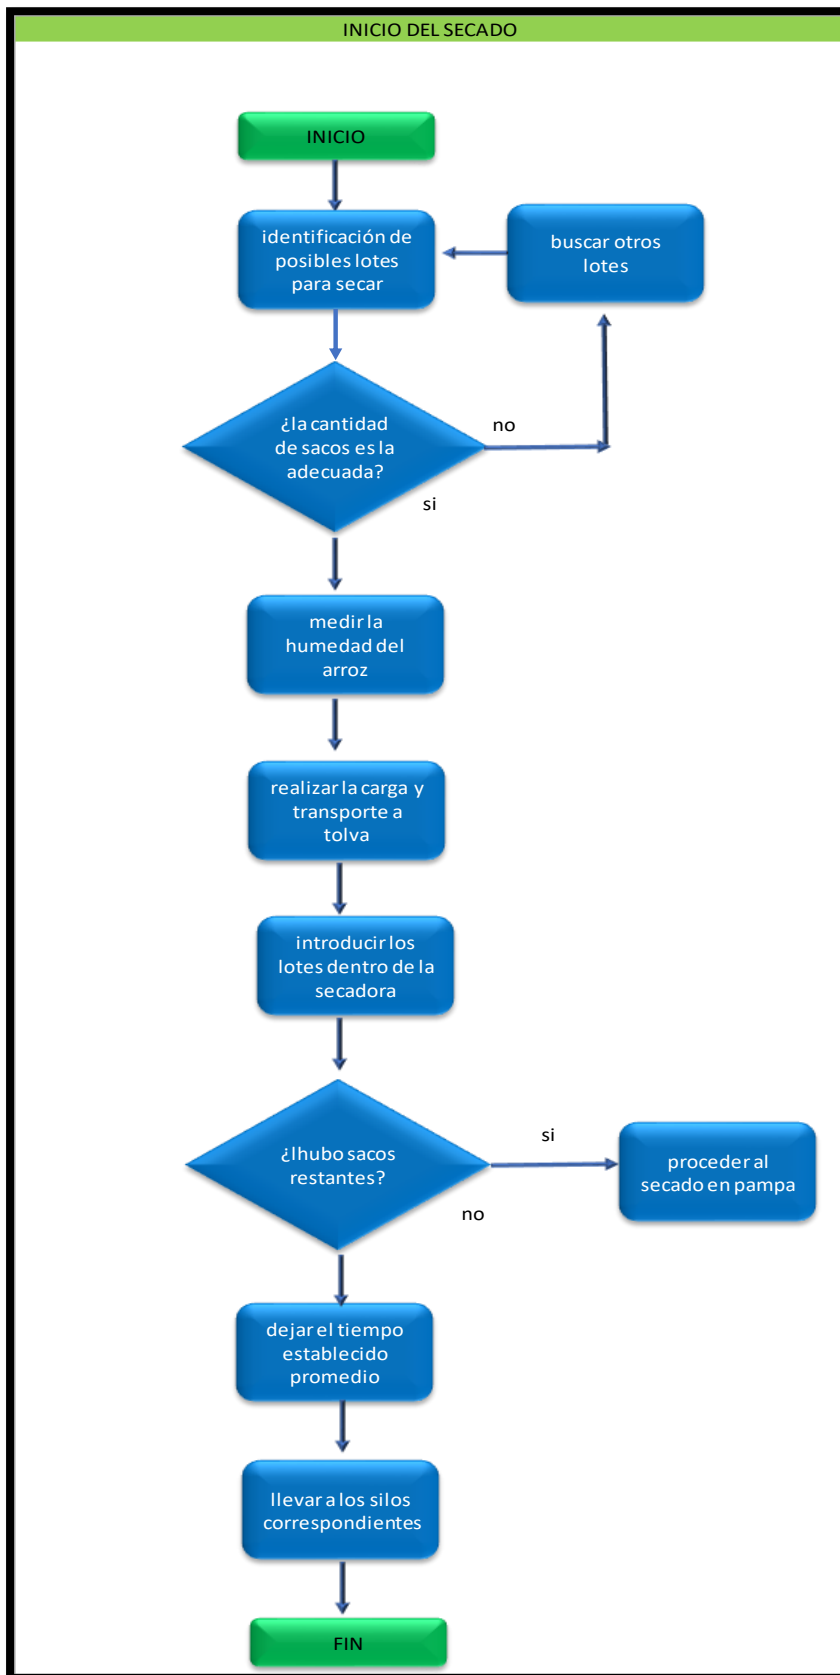 INICIO DEL SECADO
INICIO
identificación de
posibles lotes
para secar
buscar otros
lotes
¿la cantidad
de sacos es la
adecuada?
no
si
medir la
humedad del
arroz
realizar la carga y
transporte a
tolva
introducir los
lotes dentro de la
secadora
¿lhubo sacos
restantes?
si
proceder al
secado en pampa
no
dejar el tiempo
establecido
promedio
llevar a los silos
correspondientes
FIN